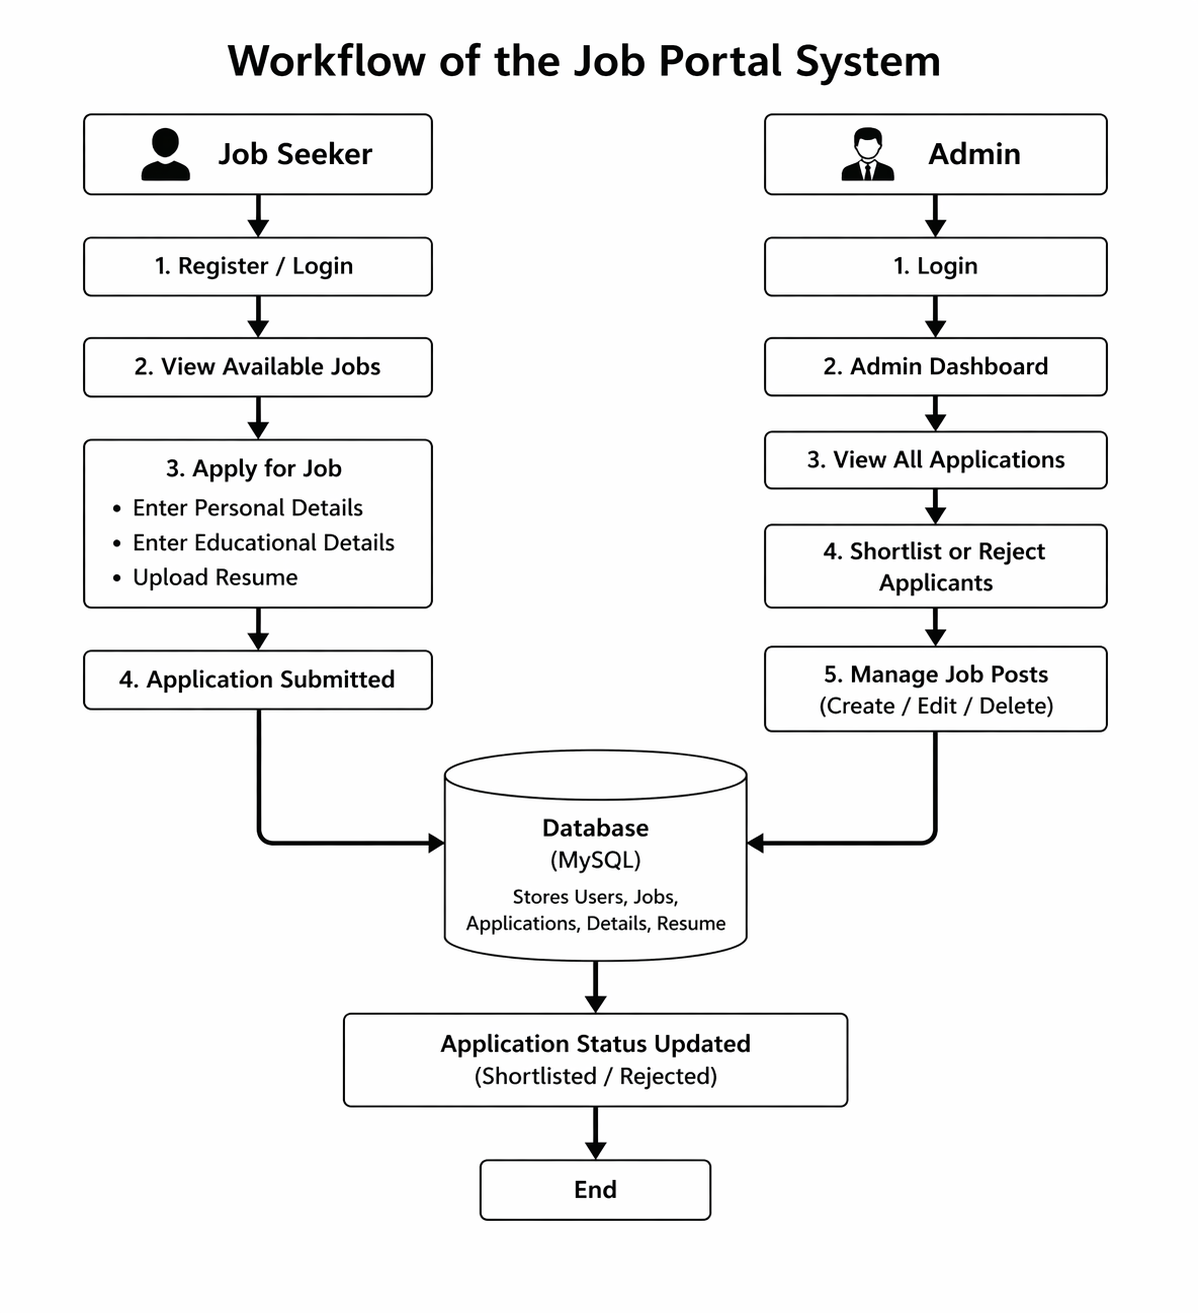 Workflow of the Job Portal System
Job Seeker
1. Register / Login
2. View Available Jobs
3. Apply for Job
• Enter Personal Details
• Enter Educational Details
• Upload Resume
4. Application Submitted
Admin
1. Login
2. Admin Dashboard
3. View All Applications
4. Shortlist or Reject
Applicants
5. Manage Job Posts
(Create / Edit / Delete)
Database
(MySQL)
Stores Users, Jobs,
Applications, Details, Resume
Application Status Updated
(Shortlisted / Rejected)
End